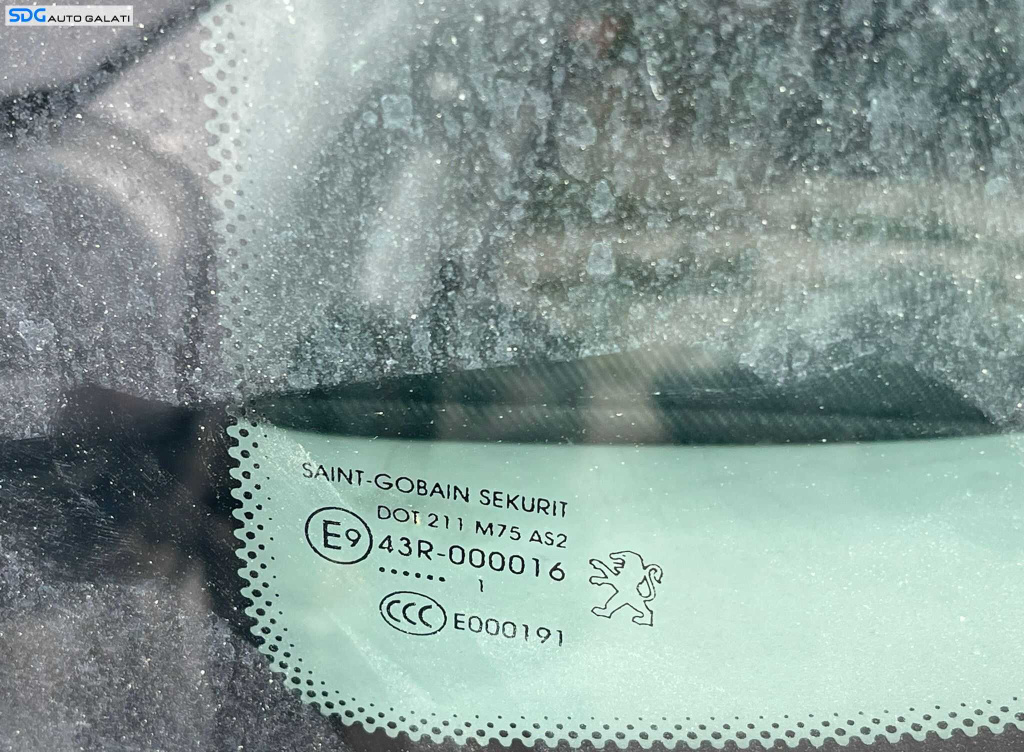 SDG AUTO GALATI
SAINT-GOBAIN SEKURIT
DOT 211 M75 AS2
E9 43R-000016
......
1
CCC E000191